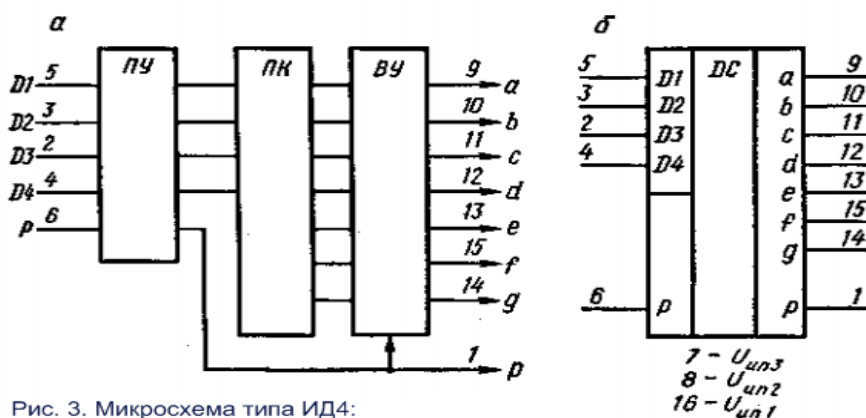 а
ПУ
ПК
ВУ
D1 5
D2 3
D3 2
D4 4
P 6
9 a
10 b
11 c
12 d
13 e
15 f
14 g
1 p
б
5 D1
3 D2
2 D3
4 D4
6 P
DC
a 9
b 10
c 11
d 12
e 13
f 15
g 14
P 1
7 - Uип3
8 - Uип2
16 - Uип1
Рис. 3. Микросхема типа ИД4: